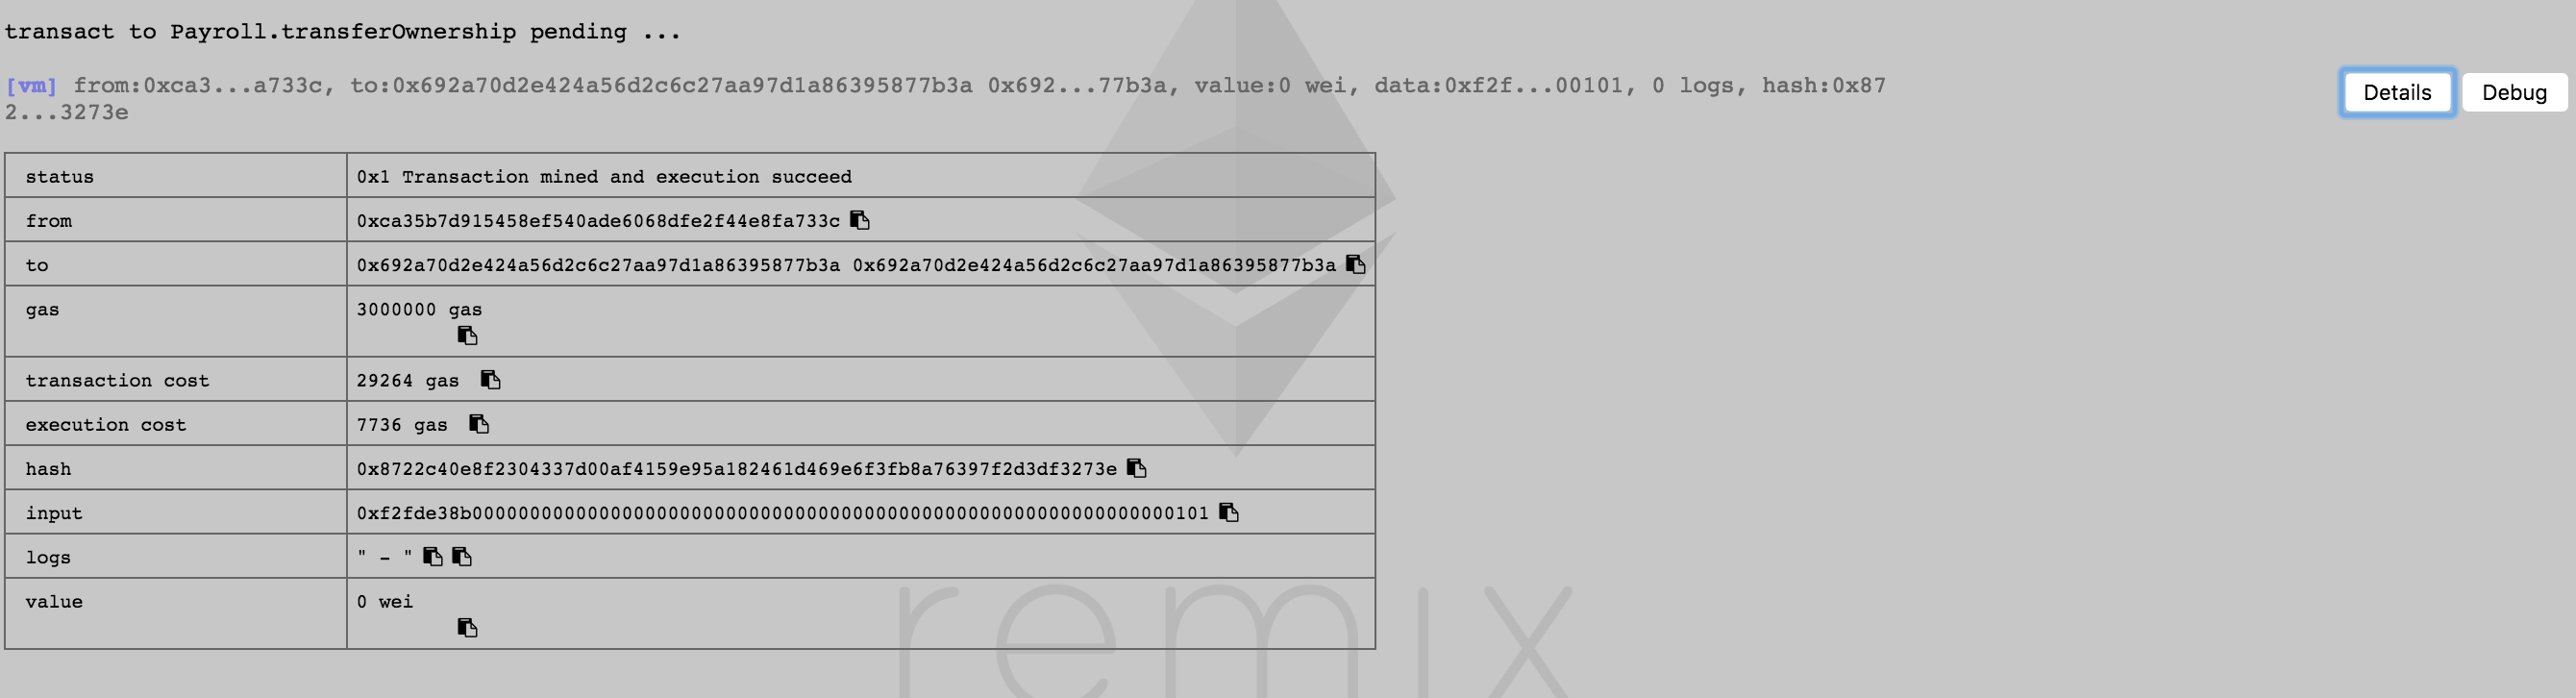 transact to Payroll.transferOwnership pending ...
[vm] from:0xca3...a733c, to:0x692a70d2e424a56d2c6c27aa97d1a86395877b3a 0x692...77b3a, value:0 wei, data:0xf2f...00101, 0 logs, hash:0x87
2...3273e
Details Debug
status 0x1 Transaction mined and execution succeed
from 0xca35b7d915458ef540ade6068dfe2f44e8fa733c
to 0x692a70d2e424a56d2c6c27aa97d1a86395877b3a 0x692a70d2e424a56d2c6c27aa97d1a86395877b3a
gas 3000000 gas
transaction cost 29264 gas
execution cost 7736 gas
hash 0x8722c40e8f2304337d00af4159e95a182461d469e6f3fb8a76397f2d3df3273e
input 0xf2fde38b0000000000000000000000000000000000000000000000000000000000000101
logs " - "
value 0 wei
remix